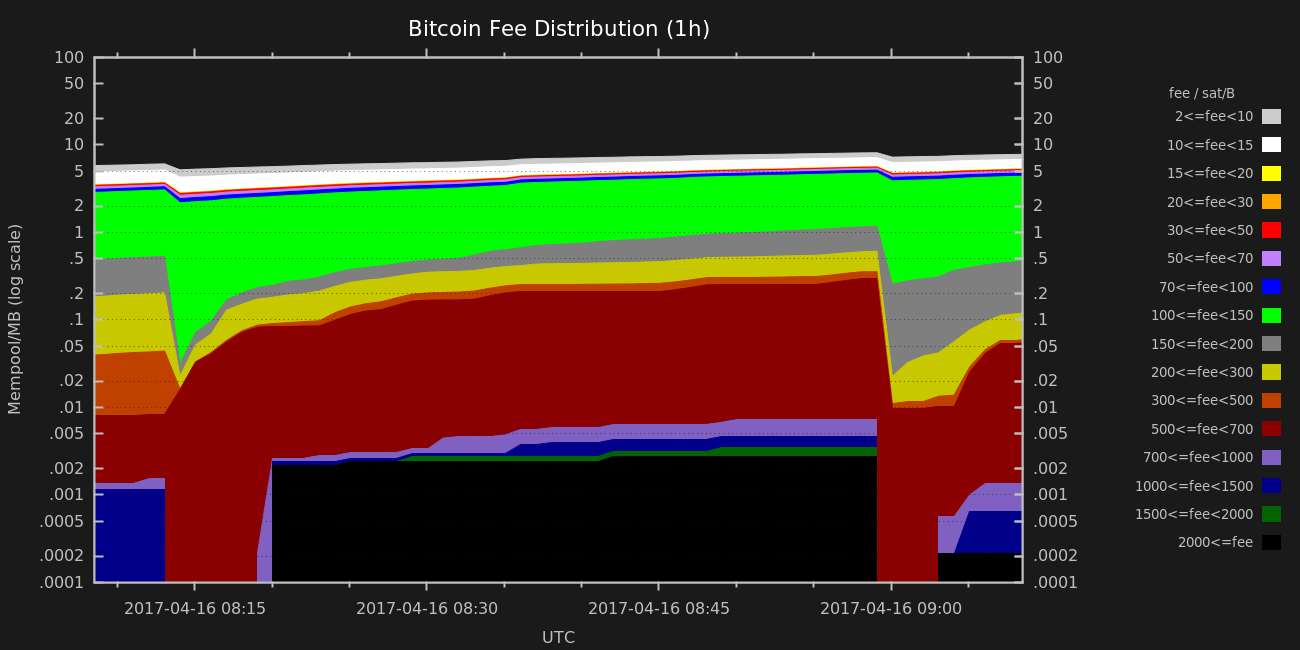 Bitcoin Fee Distribution (1h)
100 100
50 50
20 20
10 10
5 5
2 2
1 1
.5 .5
.2 .2
.1 .1
.05 .05
.02 .02
.01 .01
.005 .005
.002 .002
.001 .001
.0005 .0005
.0002 .0002
.0001 .0001
Mempool/MB (log scale)
2017-04-16 08:15 2017-04-16 08:30 2017-04-16 08:45 2017-04-16 09:00
UTC
fee / sat/B
2<=fee<10
10<=fee<15
15<=fee<20
20<=fee<30
30<=fee<50
50<=fee<70
70<=fee<100
100<=fee<150
150<=fee<200
200<=fee<300
300<=fee<500
500<=fee<700
700<=fee<1000
1000<=fee<1500
1500<=fee<2000
2000<=fee